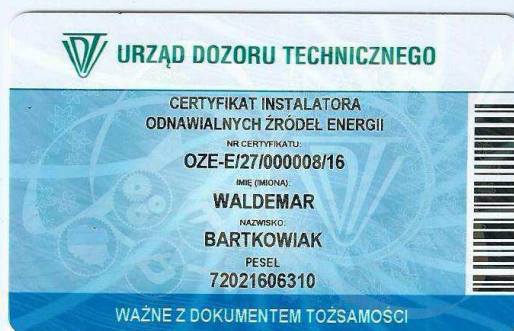 URZĄD DOZORU TECHNICZNEGO
CERTYFIKAT INSTALATORA
ODNAWIALNYCH ŹRÓDEŁ ENERGII
NR CERTYFIKATU:
OZE-E/27/000008/16
IMIĘ (IMIONA):
WALDEMAR
NAZWISKO:
BARTKOWIAK
PESEL
72021606310
WAŻNE Z DOKUMENTEM TOŻSAMOŚCI